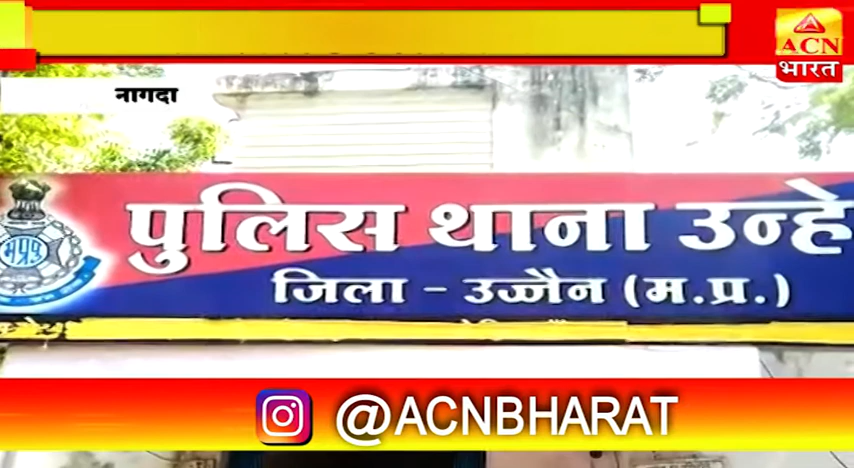 ACN
भारत
नागदा
पुलिस थाना उन्हे
जिला - उज्जैन (म.प्र.)
@ACNBHARAT